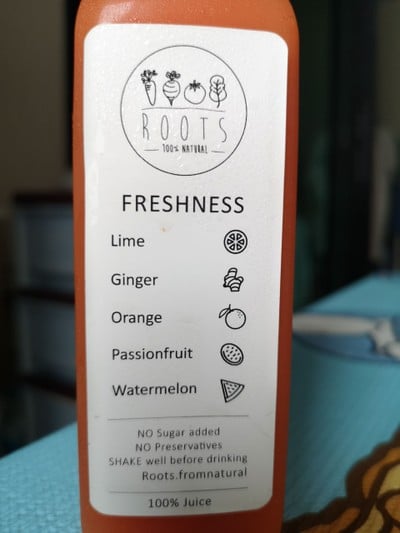 ROOTS
100% NATURAL
FRESHNESS
Lime
Ginger
Orange
Passionfruit
Watermelon
NO Sugar added
NO Preservatives
SHAKE well before drinking
Roots.fromnatural
100% Juice